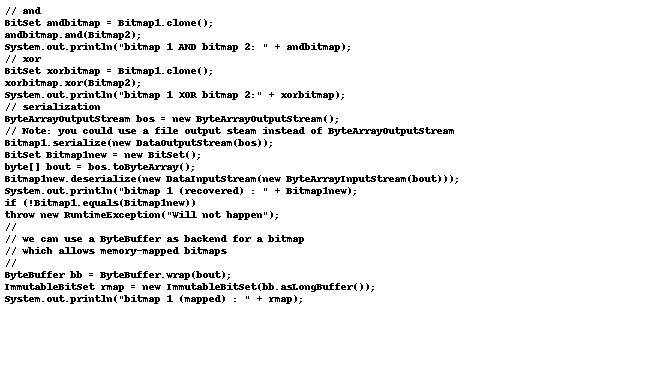 // and
BitSet andbitmap = Bitmap1.clone();
andbitmap.and(Bitmap2);
System.out.println("bitmap 1 AND bitmap 2: " + andbitmap);
// xor
BitSet xorbitmap = Bitmap1.clone();
xorbitmap.xor(Bitmap2);
System.out.println("bitmap 1 XOR bitmap 2:" + xorbitmap);
// serialization
ByteArrayOutputStream bos = new ByteArrayOutputStream();
// Note: you could use a file output steam instead of ByteArrayOutputStream
Bitmap1.serialize(new DataOutputStream(bos));
BitSet Bitmap1new = new BitSet();
byte[] bout = bos.toByteArray();
Bitmap1new.deserialize(new DataInputStream(new ByteArrayInputStream(bout)));
System.out.println("bitmap 1 (recovered) : " + Bitmap1new);
if (!Bitmap1.equals(Bitmap1new))
throw new RuntimeException("Will not happen");
//
// we can use a ByteBuffer as backend for a bitmap
// which allows memory-mapped bitmaps
//
ByteBuffer bb = ByteBuffer.wrap(bout);
ImmutableBitSet rmap = new ImmutableBitSet(bb.asLongBuffer());
System.out.println("bitmap 1 (mapped) : " + rmap);